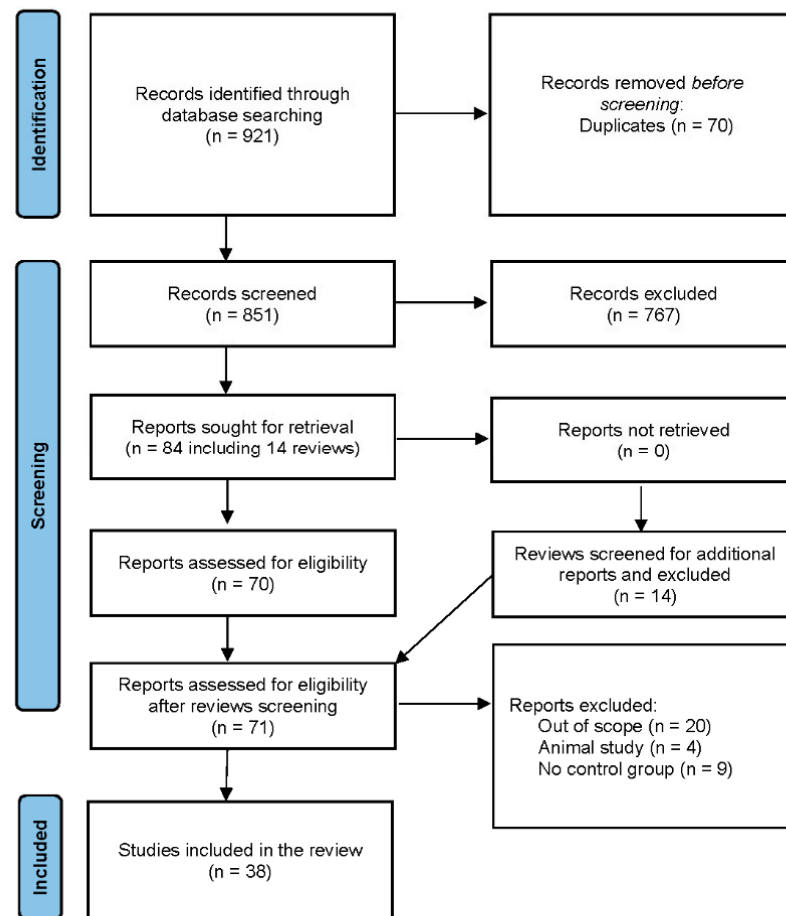 Identification
Records identified through
database searching
(n = 921)
Records removed before
screening:
Duplicates (n = 70)
Screening
Records screened
(n = 851)
Records excluded
(n = 767)
Reports sought for retrieval
(n = 84 including 14 reviews)
Reports not retrieved
(n = 0)
Reports assessed for eligibility
(n = 70)
Reviews screened for additional
reports and excluded
(n = 14)
Reports assessed for eligibility
after reviews screening
(n = 71)
Reports excluded:
Out of scope (n = 20)
Animal study (n = 4)
No control group (n = 9)
Included
Studies included in the review
(n = 38)